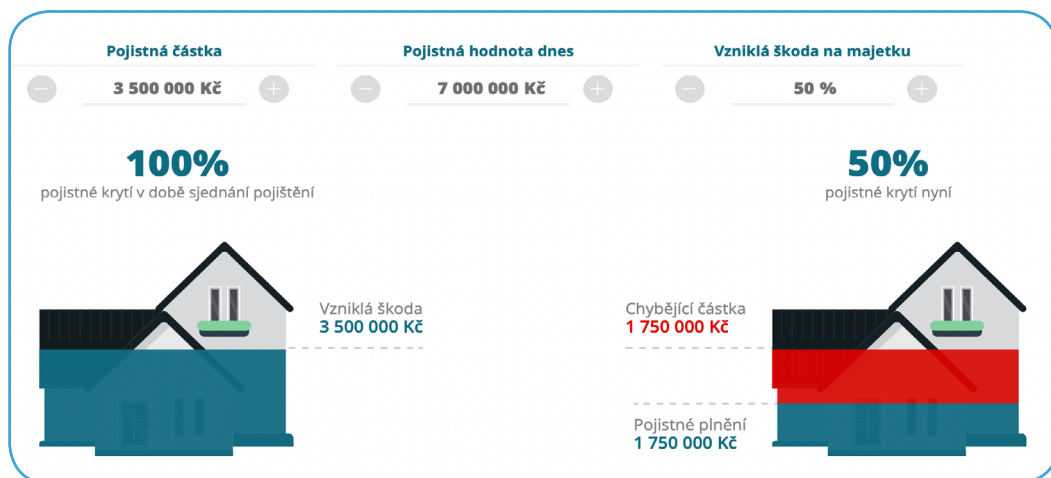 Pojistná částka
Pojistná hodnota dnes
Vzniklá škoda na majetku
3 500 000 Kč
7 000 000 Kč
50 %
100%
pojistné krytí v době sjednání pojištění
50%
pojistné krytí nyní
Vzniklá škoda
3 500 000 Kč
Chybějící částka
1 750 000 Kč
Pojistné plnění
1 750 000 Kč